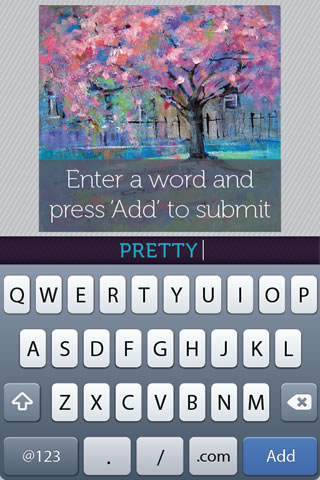 Enter a word and
press 'Add' to submit
PRETTY
Q W E R T Y U I O P
A S D F G H J K L
Z X C V B N M
@123 . / .com Add